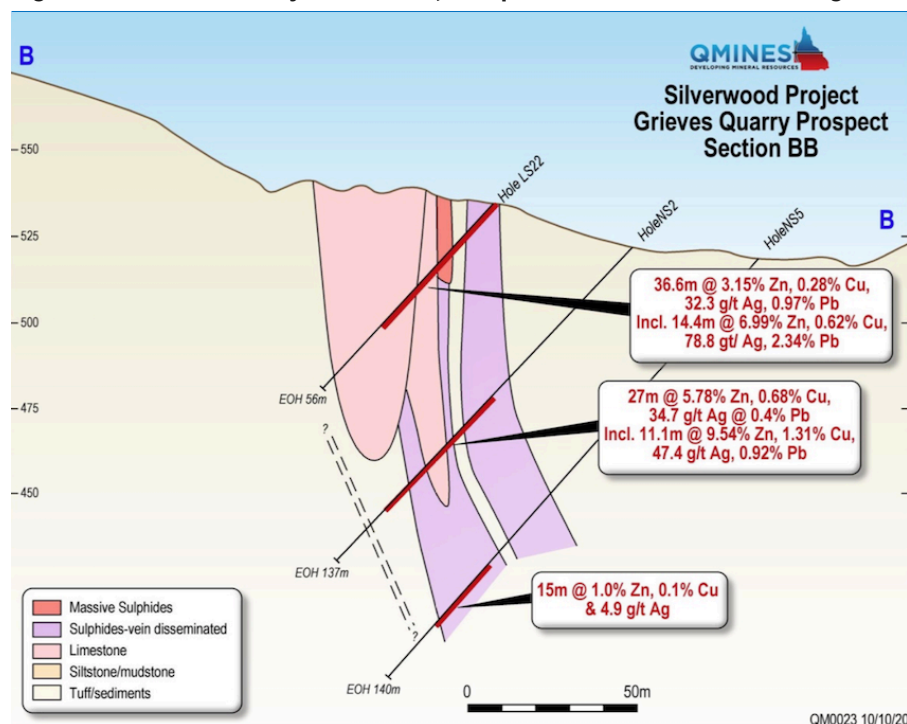 B
QMINES
DEVELOPING MINERAL RESOURCES
Silverwood Project
Grieves Quarry Prospect
Section BB
550
525
500
475
450
Hole LS22
HoleNS2
HoleNS5
B
36.6m @ 3.15% Zn, 0.28% Cu,
32.3 g/t Ag, 0.97% Pb
Incl. 14.4m @ 6.99% Zn, 0.62% Cu,
78.8 gt/ Ag, 2.34% Pb
EOH 56m
27m @ 5.78% Zn, 0.68% Cu,
34.7 g/t Ag @ 0.4% Pb
Incl. 11.1m @ 9.54% Zn, 1.31% Cu,
47.4 g/t Ag, 0.92% Pb
?
EOH 137m
15m @ 1.0% Zn, 0.1% Cu
& 4.9 g/t Ag
?
EOH 140m
Massive Sulphides
Sulphides-vein disseminated
Limestone
Siltstone/mudstone
Tuff/sediments
0 50m
QM0023 10/10/20